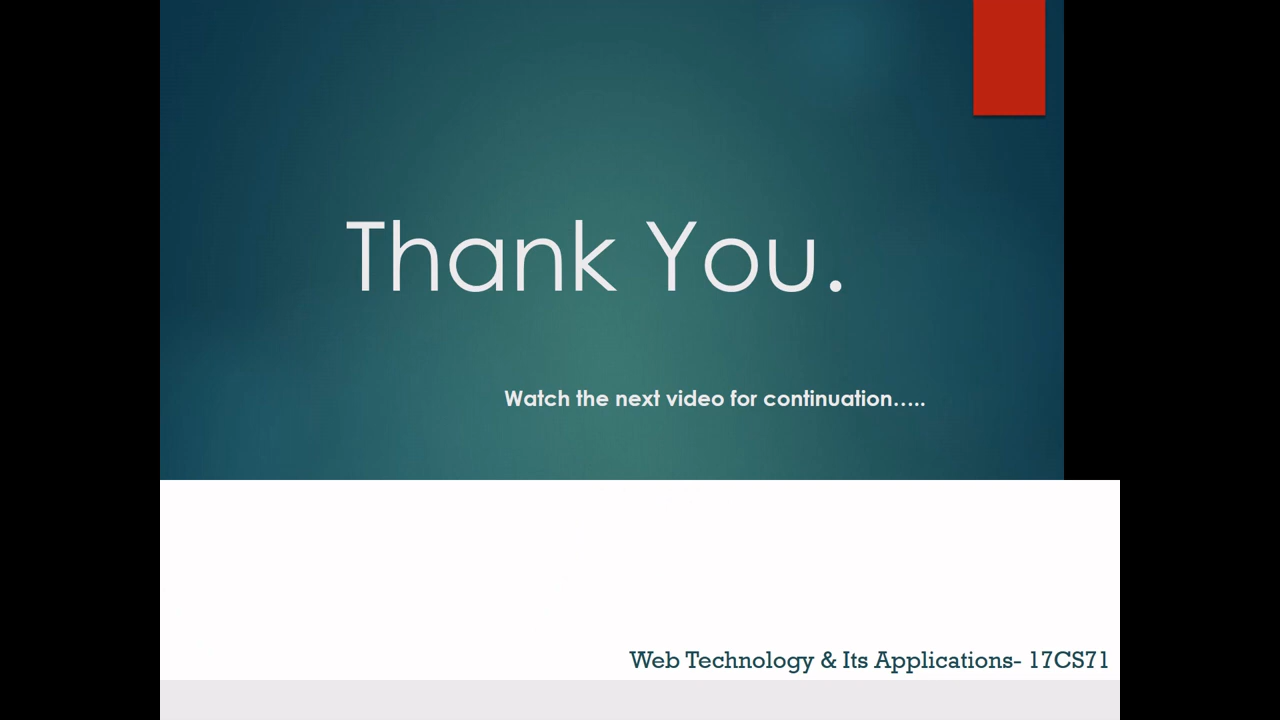 Thank You.
Watch the next video for continuation.....
Web Technology & Its Applications- 17CS71